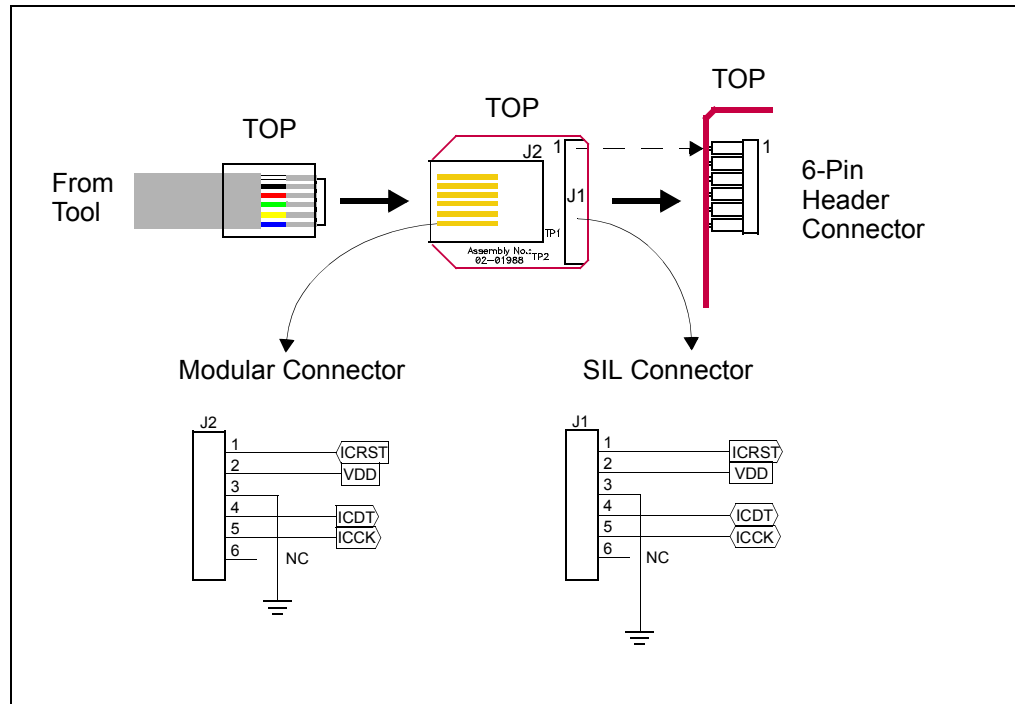 TOP
TOP
TOP
From
Tool
J2
1
J1
TP1
Assembly No.:
02-01988
TP2
1
6-Pin
Header
Connector
Modular Connector
SIL Connector
J2
1
ICRST
2
VDD
3
4
ICDT
5
ICCK
6
NC
J1
1
ICRST
2
VDD
3
4
ICDT
5
ICCK
6
NC